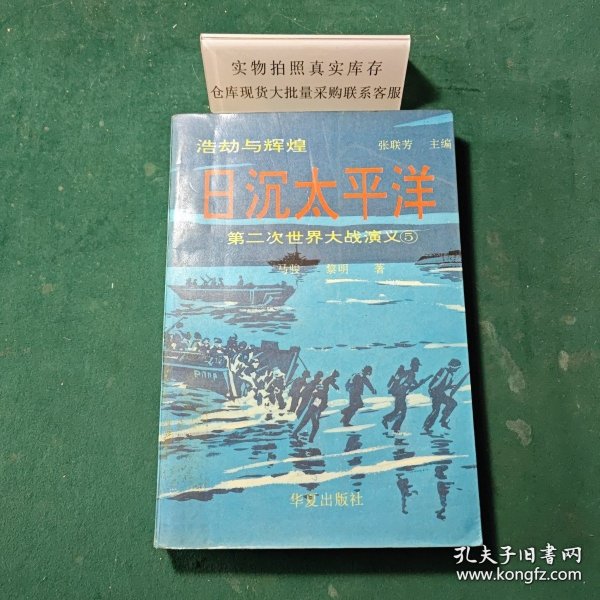 实物拍照真实库存
仓库现货大批量采购联系客服
浩劫与辉煌
张联芳 主编
日沉太平洋
第二次世界大战演义⑤
马骏 黎明 著
华夏出版社
孔夫子旧书网
www.kongfz.com